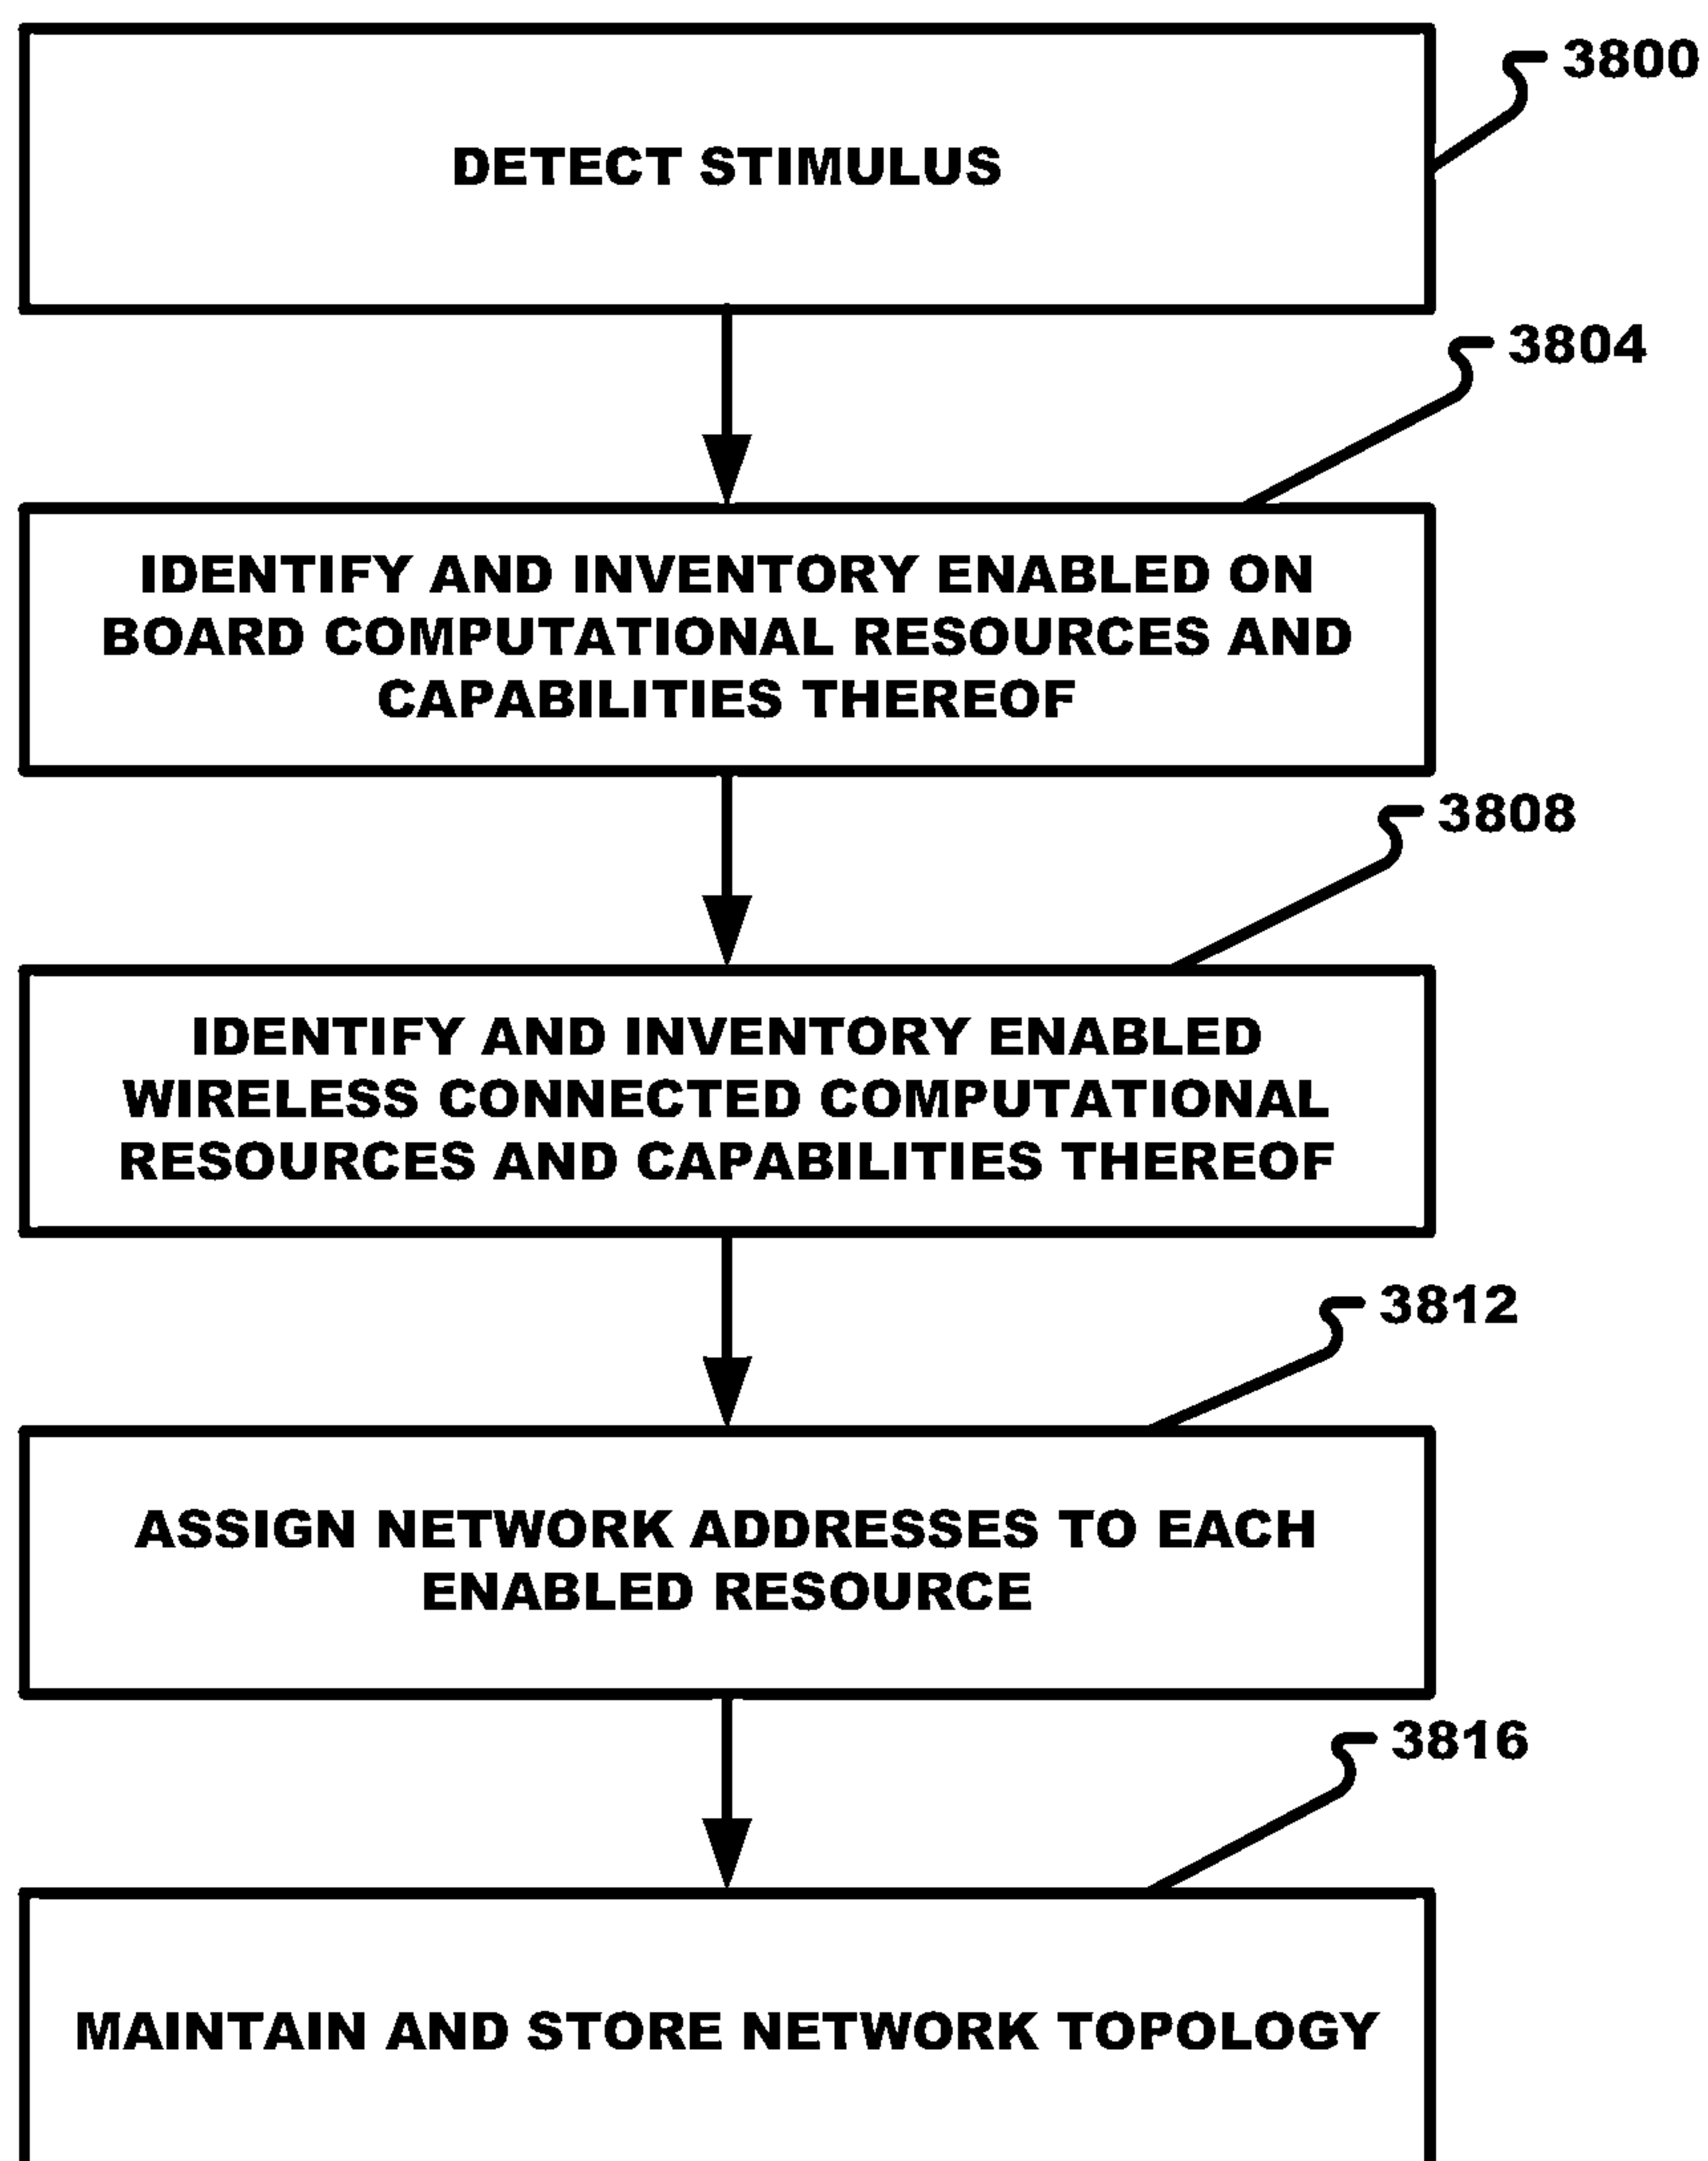 3800
DETECT STIMULUS
3804
IDENTIFY AND INVENTORY ENABLED ON
BOARD COMPUTATIONAL RESOURCES AND
CAPABILITIES THEREOF
3808
IDENTIFY AND INVENTORY ENABLED
WIRELESS CONNECTED COMPUTATIONAL
RESOURCES AND CAPABILITIES THEREOF
3812
ASSIGN NETWORK ADDRESSES TO EACH
ENABLED RESOURCE
3816
MAINTAIN AND STORE NETWORK TOPOLOGY